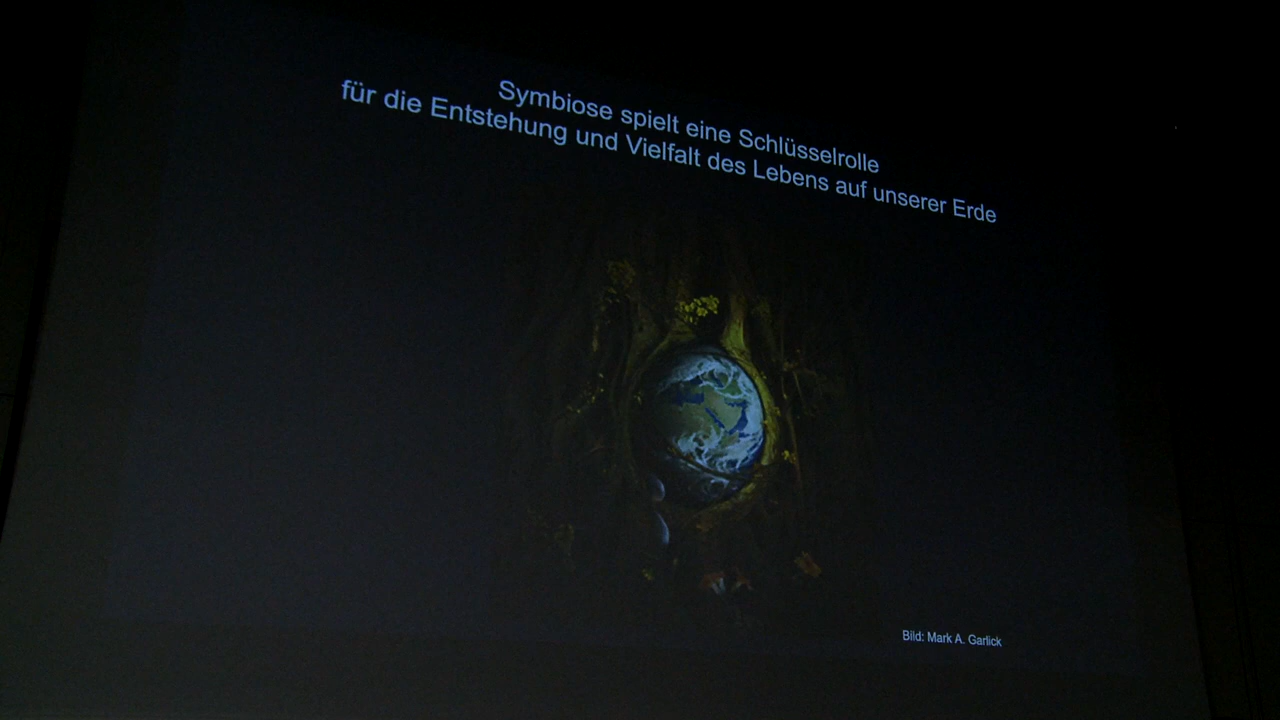 Symbiose spielt eine Schlüsselrolle
für die Entstehung und Vielfalt des Lebens auf unserer Erde
Bild: Mark A. Garlick